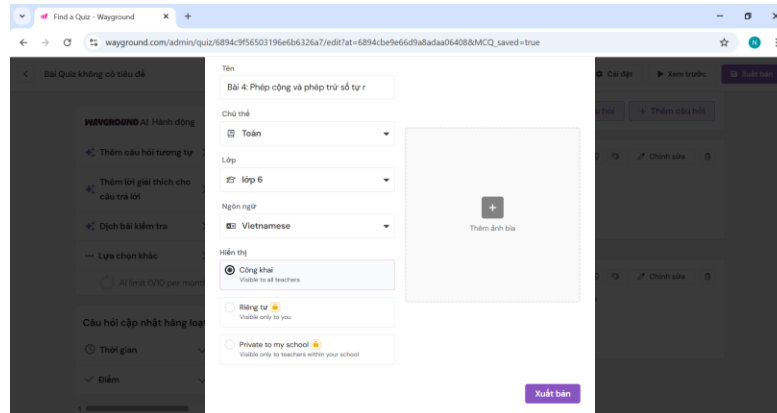 Find a Quiz - Wayground
wayground.com/admin/quiz/6894c9f56503196e6b6326a7/edit?at=6894cbe9e66d9a8adaa06408&MCQ_saved=true
N
Bài Quiz không có tiêu đề
Cài đặt
Xem trước
Xuất bản
Tên
Bài 4: Phép cộng và phép trừ số tự r
Chủ thể
Toán
Lớp
lớp 6
Ngôn ngữ
Vietnamese
Hiển thị
Công khai
Visible to all teachers
Riêng tư
Visible only to you
Private to my school
Visible only to teachers within your school
Thêm ảnh bìa
Xuất bản
WAYGROUND AI Hành động
Thêm câu hỏi tương tự
Thêm lời giải thích cho
câu trả lời
Dịch bài kiểm tra
Lựa chọn khác
AI limit 0/10 per month
Câu hỏi cập nhật hàng loạt
Thời gian
Điểm
hỏi
+ Thêm câu hỏi
Chỉnh sửa
Chỉnh sửa